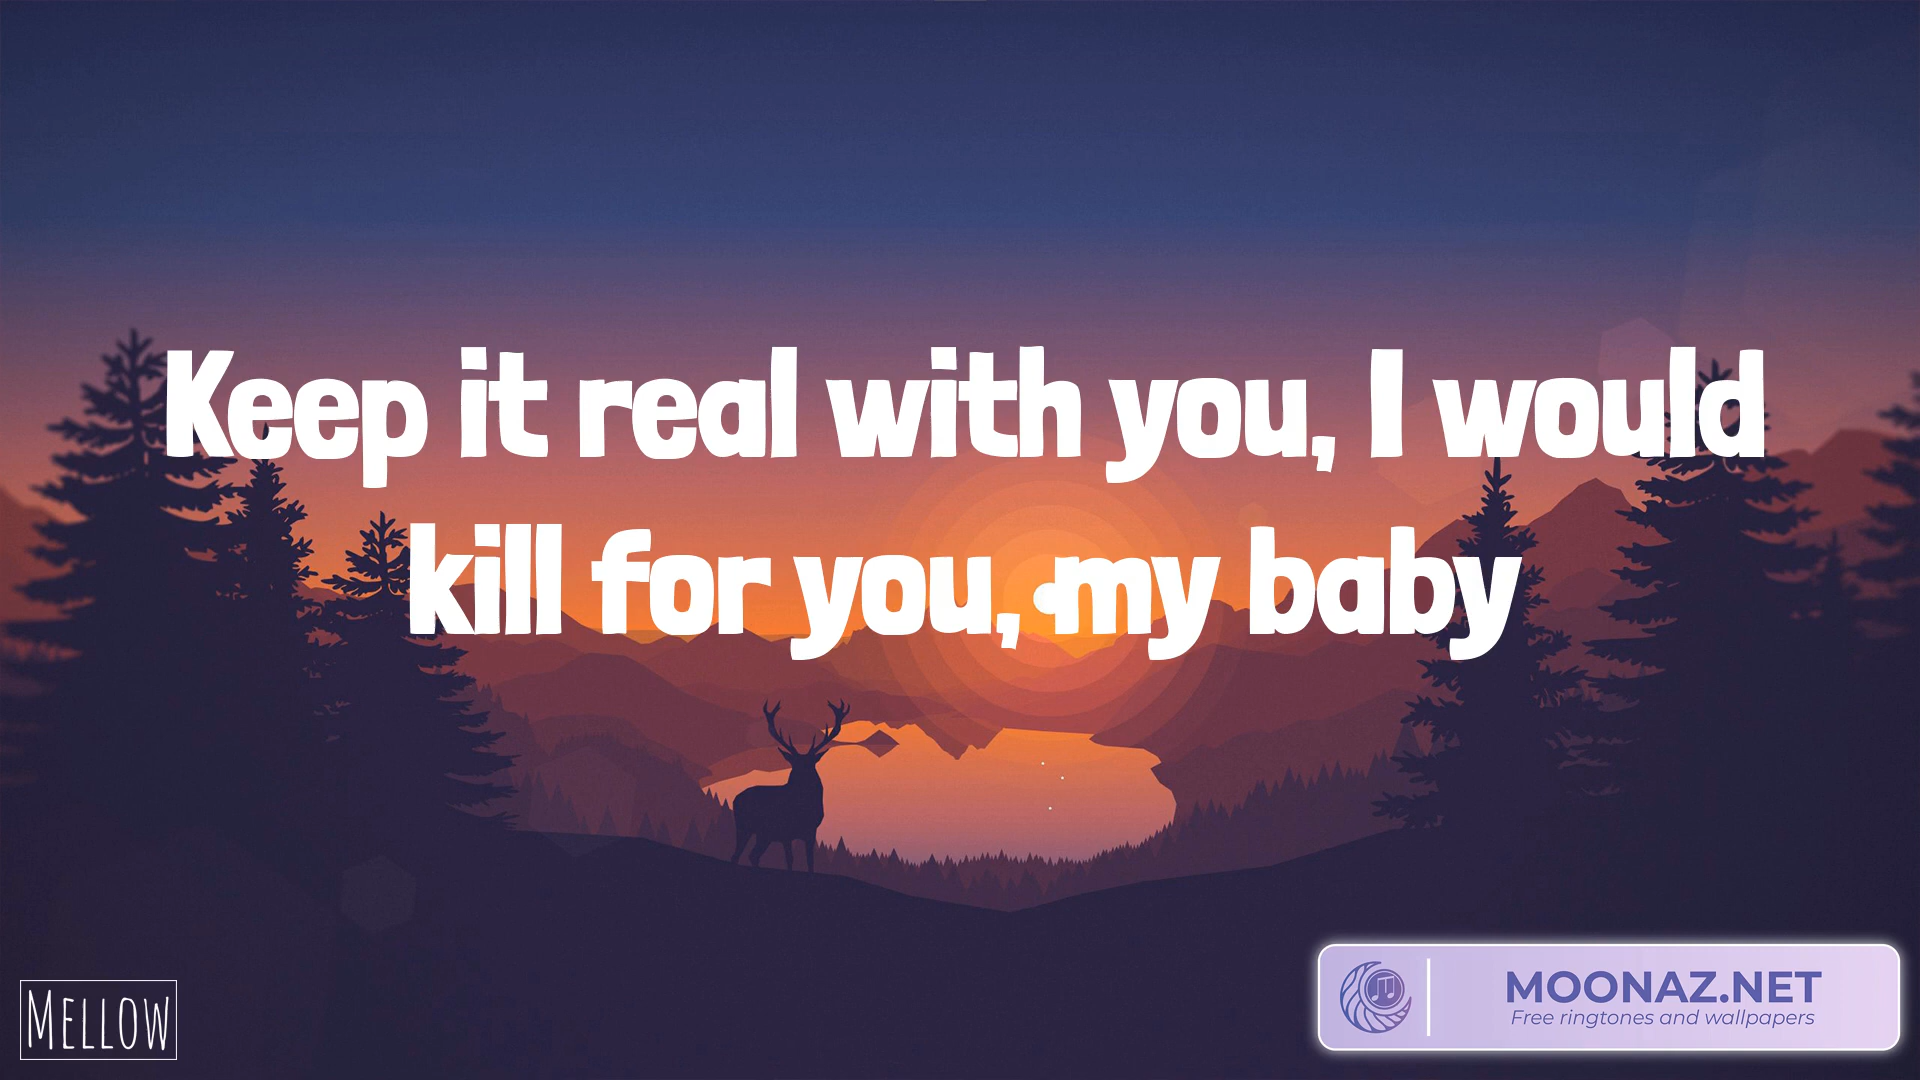 Keep it real with you, I would
kill for you, my baby
MELLOW
MOONAZ.NET
Free ringtones and wallpapers